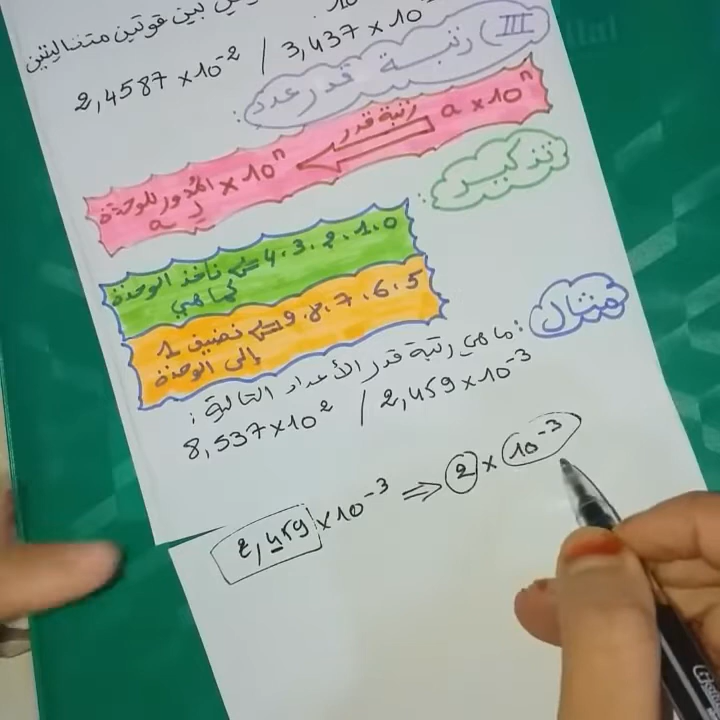 بين قوتين متتاليتين
2,4587 × 10⁻² / 3,437 × 10
III) رتبة قدر عدد :
a × 10ⁿ رتبة قدر المدور للوحدة × 10ⁿ
لـ a
تذكير :
0 . 1 . 2 . 3 . 4 ⇐ نأخذ الوحدة
كما هي
5 . 6 . 7 . 8 . 9 ⇐ نضيف 1
إلى الوحدة
مثال : ما هي رتبة قدر الأعداد التالية :
8,537 × 10² / 2,459 × 10⁻³
2,459 × 10⁻³ ⇒ 2 × 10⁻³